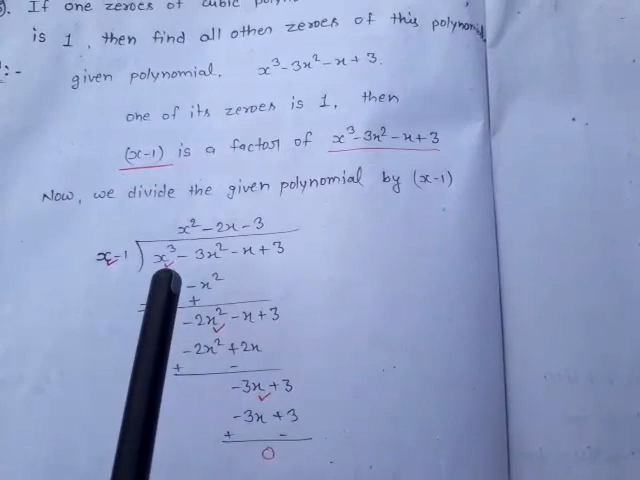 If one zeroes of cubic
is 1, then find all other zeroes of this polynomial
:-
given polynomial. x³-3x²-x+3.
one of its zeroes is 1. then
(x-1) is a factor of x³-3x²-x+3
Now, we divide the given polynomial by (x-1)
x²-2x-3
x-1) x³-3x²-x+3
-x²
+
-2x²-x+3
-2x²+2x
+ -
-3x+3
-3x+3
+ -
0